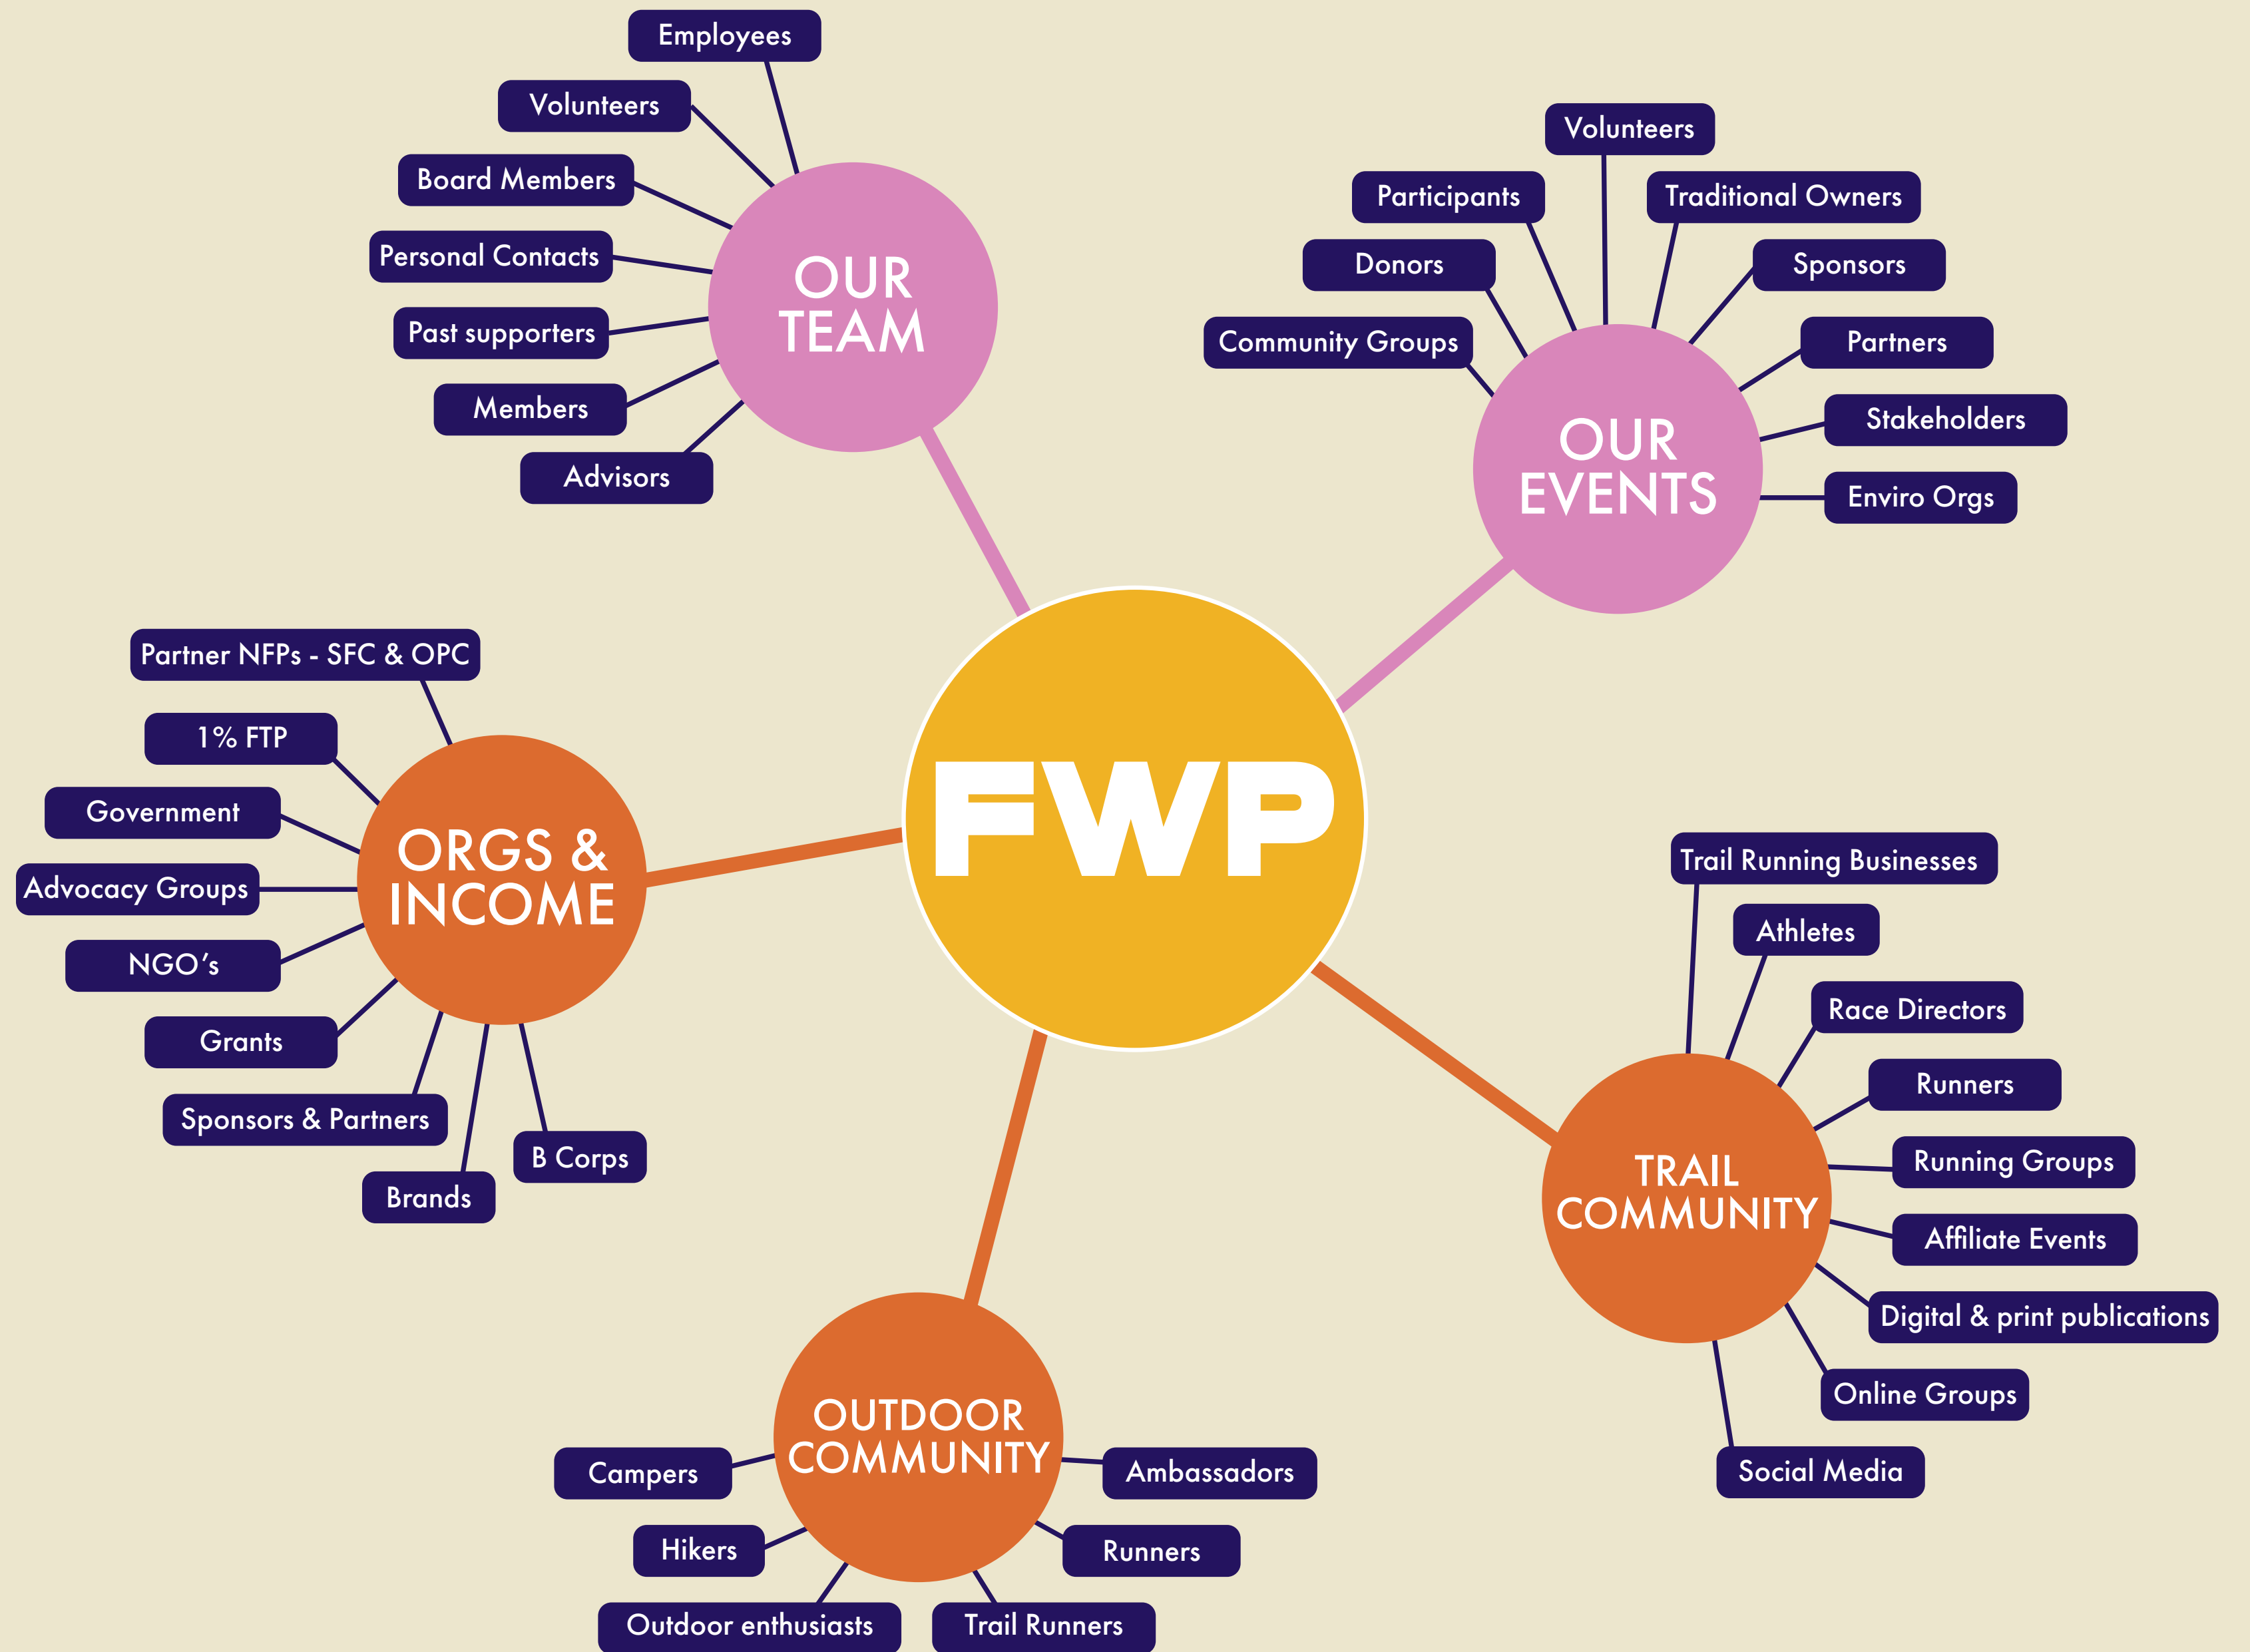 Employees
Volunteers
Board Members
Personal Contacts
Past supporters
Members
Advisors
OUR
TEAM
Volunteers
Participants
Traditional Owners
Donors
Sponsors
Community Groups
Partners
Stakeholders
Enviro Orgs
OUR
EVENTS
FWP
Partner NFPs - SFC & OPC
1% FTP
Government
Advocacy Groups
NGO's
Grants
Sponsors & Partners
Brands
B Corps
ORGS &
INCOME
Trail Running Businesses
Athletes
Race Directors
Runners
Running Groups
Affiliate Events
Digital & print publications
Online Groups
Social Media
TRAIL
COMMUNITY
OUTDOOR
COMMUNITY
Campers
Hikers
Outdoor enthusiasts
Trail Runners
Runners
Ambassadors